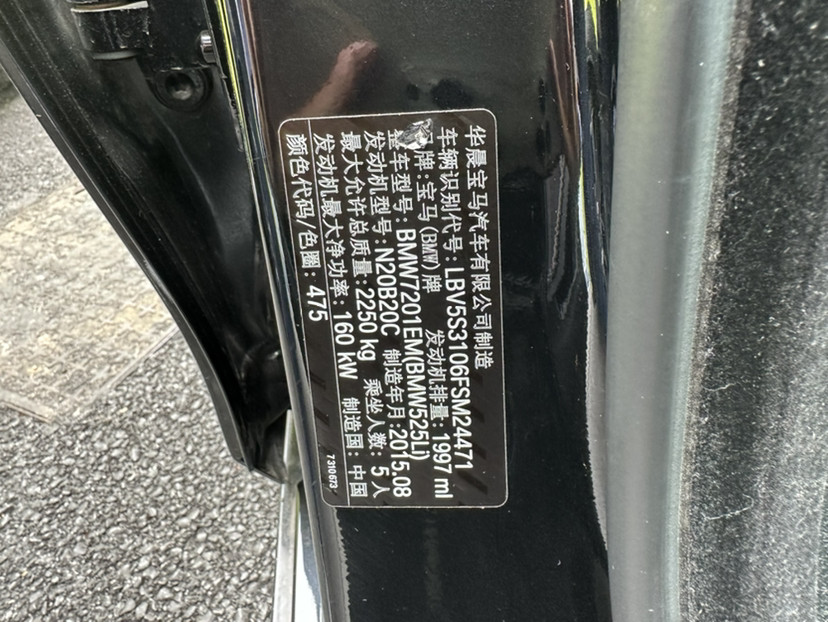 华晨宝马汽车有限公司制造
车辆识别代号: LBV5S3106FSM24471
牌: 宝马(BMW)牌 发动机排量: 1997 ml
整车型号: BMW7201EM(BMW525Li)
发动机型号: N20B20C 制造年月: 2015.08
最大允许总质量: 2250 kg 乘坐人数: 5人
发动机最大净功率: 160 kW 制造国: 中国
颜色代码/色圈: 475
7310673